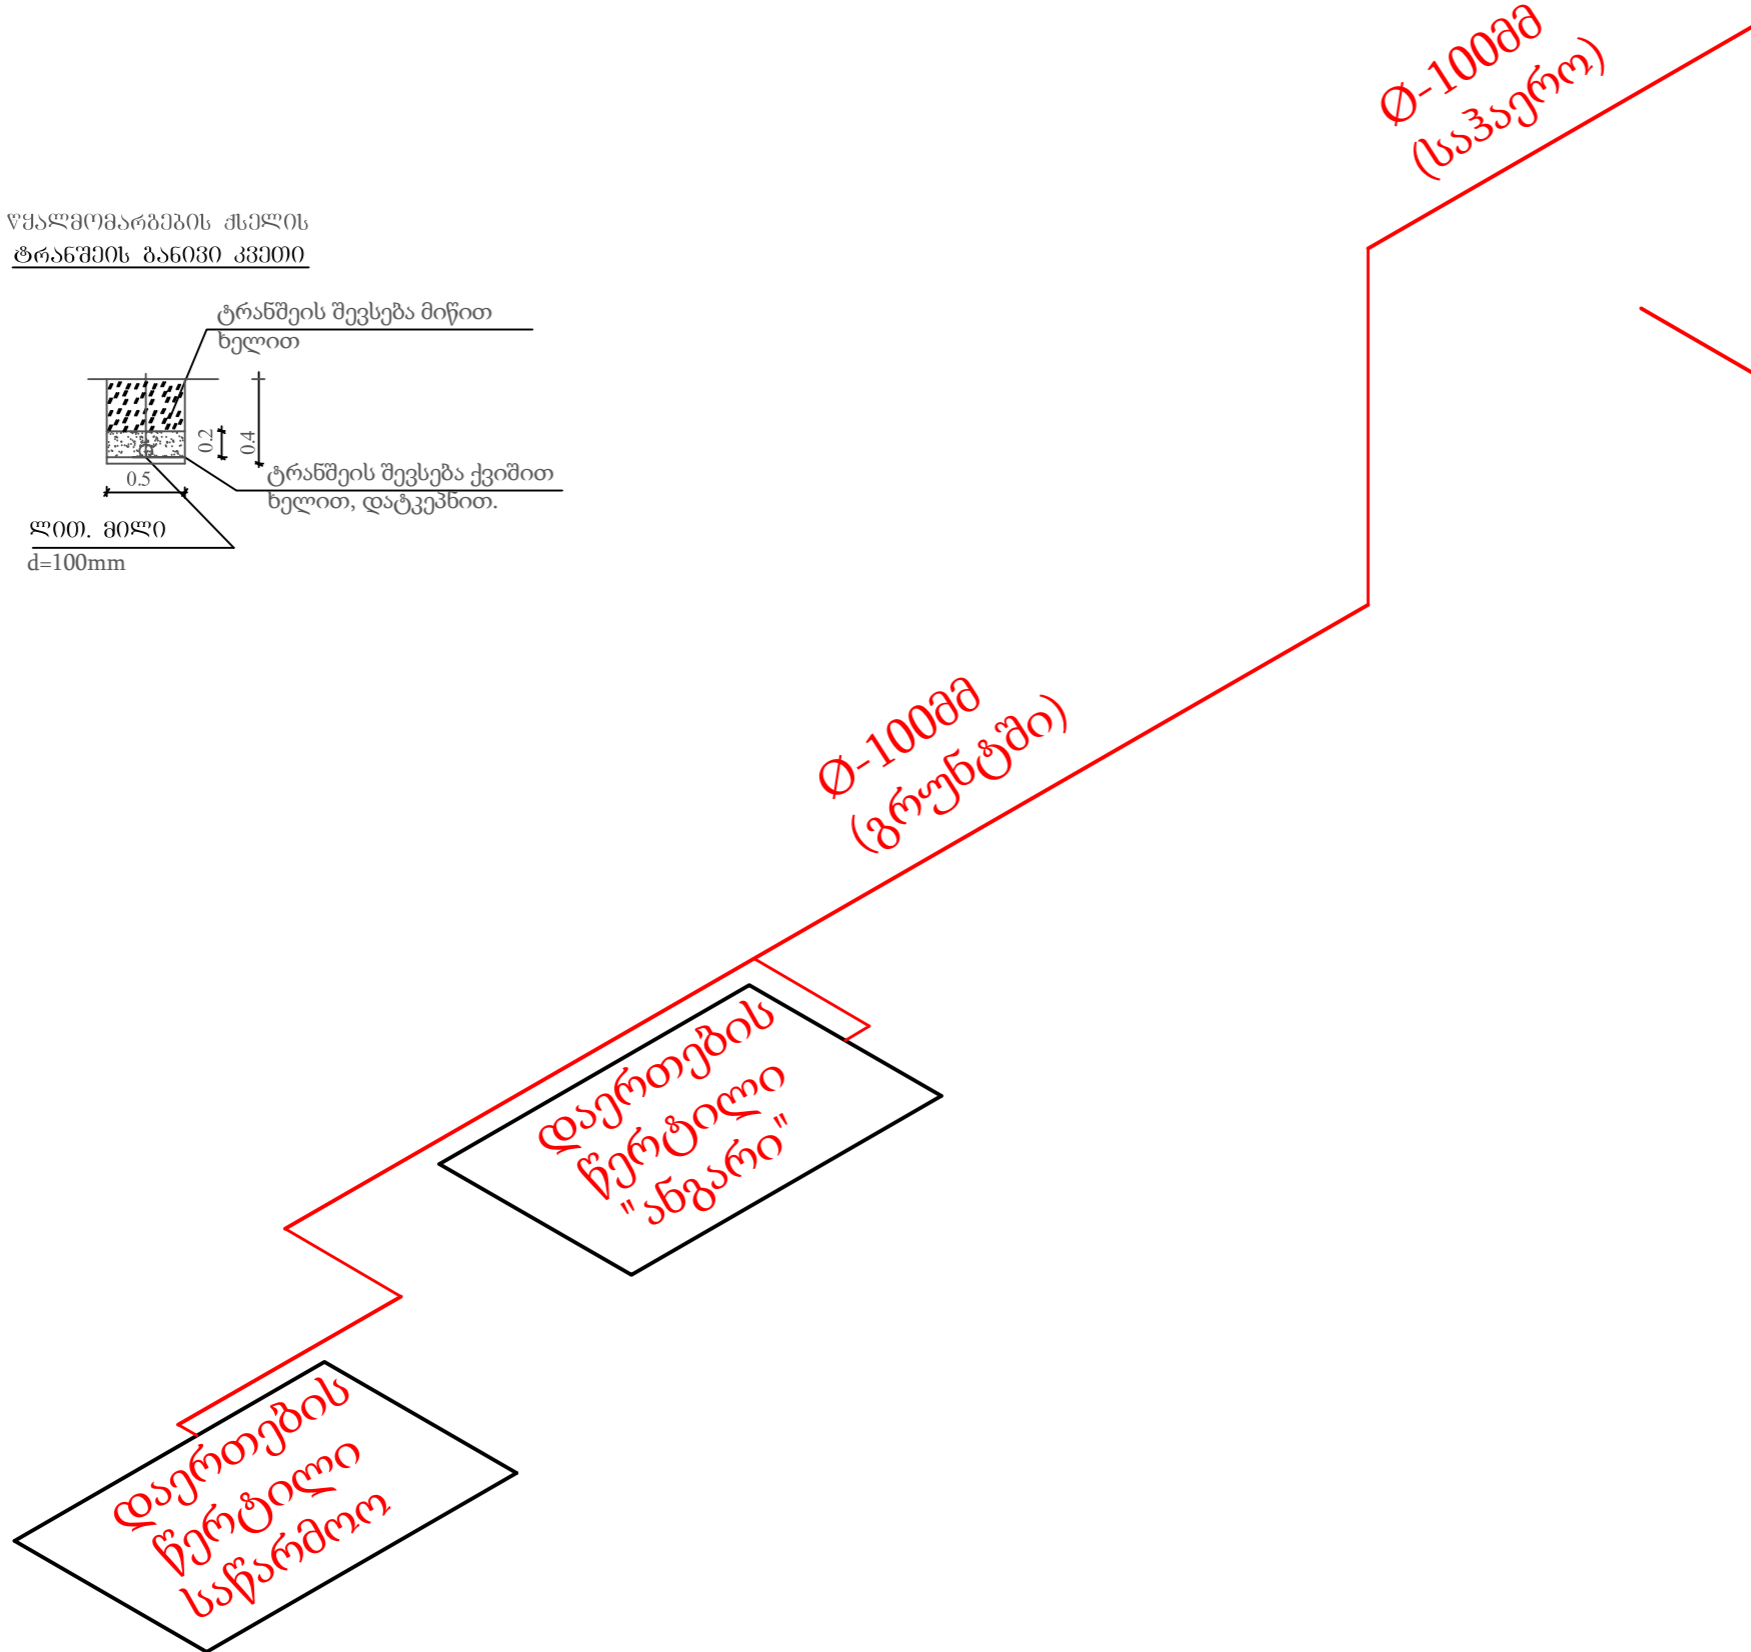 წყალმომარგების ქსელის
ტრანშეის განივი კვეთი
ტრანშეის შევსება მიწით
ხელით
0.2
0.4
0.5
ტრანშეის შევსება ქვიშით
ხელით, დატკეპნით.
ლით. მილი
d=100mm
Ø-100მმ
(საჰაერო)
Ø-100მმ
(გრუნტში)
დაერთების
წერტილი
"ანგარი"
დაერთების
წერტილი
საწარმოო